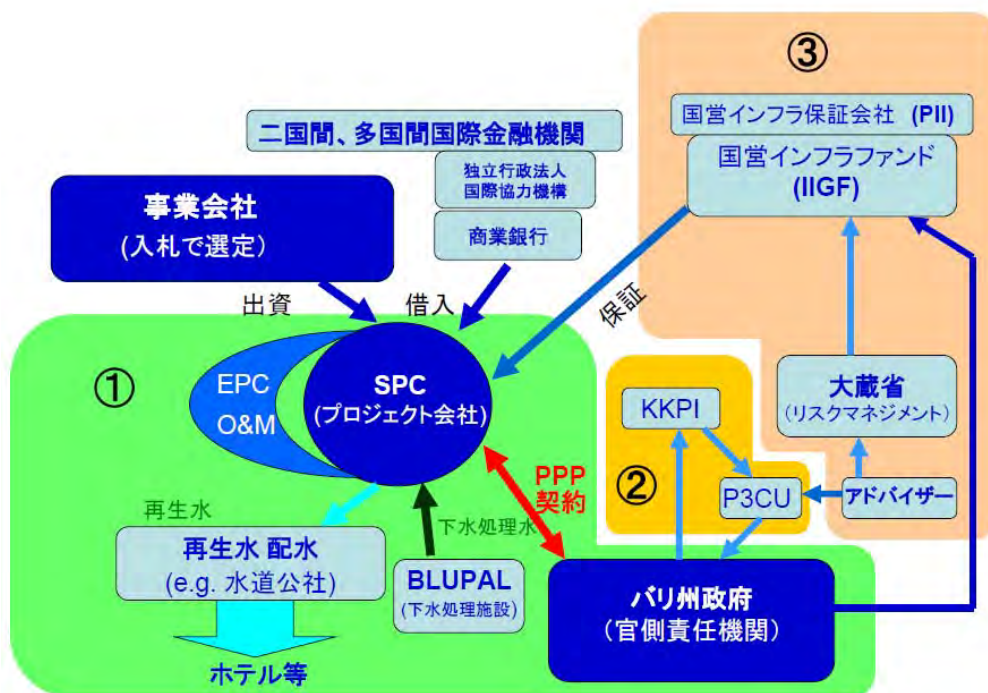 ③
国営インフラ保証会社 (PII)
国営インフラファンド
(IIGF)
二国間、多国間国際金融機関
独立行政法人
国際協力機構
商業銀行
事業会社
(入札で選定)
出資
借入
保証
①
EPC
O&M
SPC
(プロジェクト会社)
KKPI
②
P3CU
大蔵省
(リスクマネジメント)
アドバイザー
PPP
契約
再生水
下水処理水
再生水 配水
(e.g. 水道公社)
BLUPAL
(下水処理施設)
バリ州政府
(官側責任機関)
ホテル等